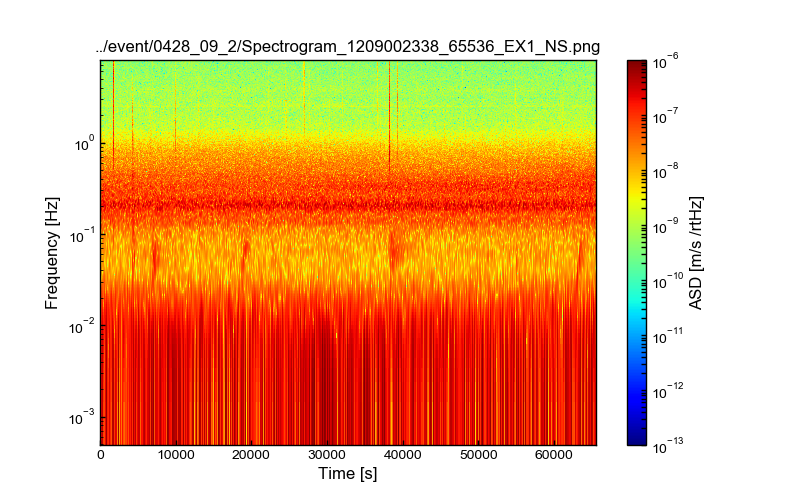 ../event/0428_09_2/Spectrogram_1209002338_65536_EX1_NS.png
Frequency [Hz]
10⁰
10⁻¹
10⁻²
10⁻³
0 10000 20000 30000 40000 50000 60000
Time [s]
10⁻⁶
10⁻⁷
10⁻⁸
10⁻⁹
10⁻¹⁰
10⁻¹¹
10⁻¹²
10⁻¹³
ASD [m/s /rtHz]